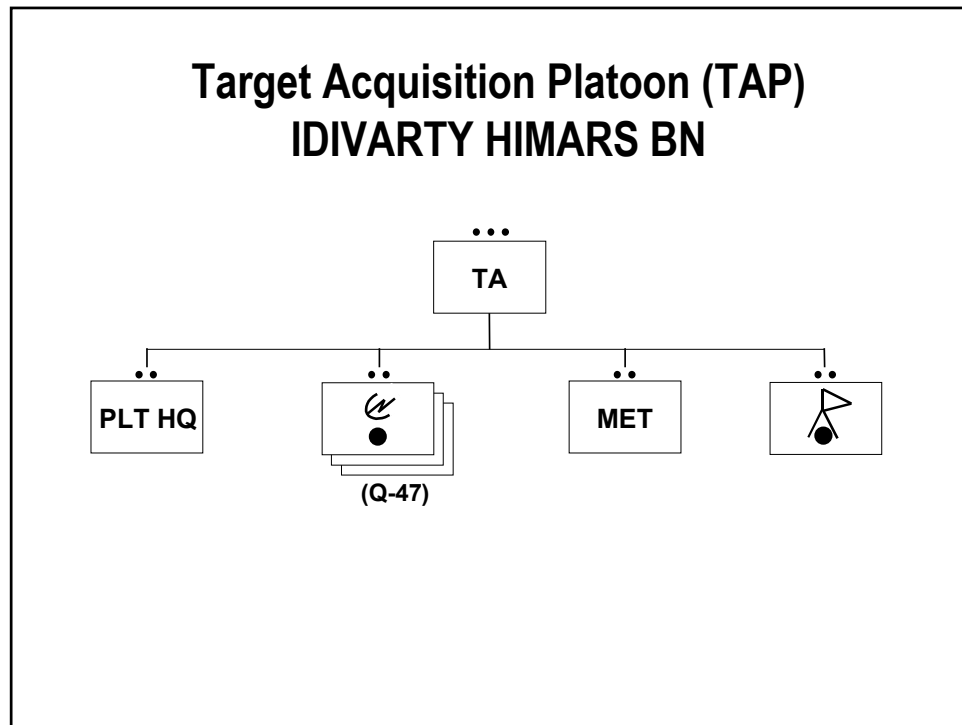 Target Acquisition Platoon (TAP)
IDIVARTY HIMARS BN
TA
PLT HQ
MET
(Q-47)